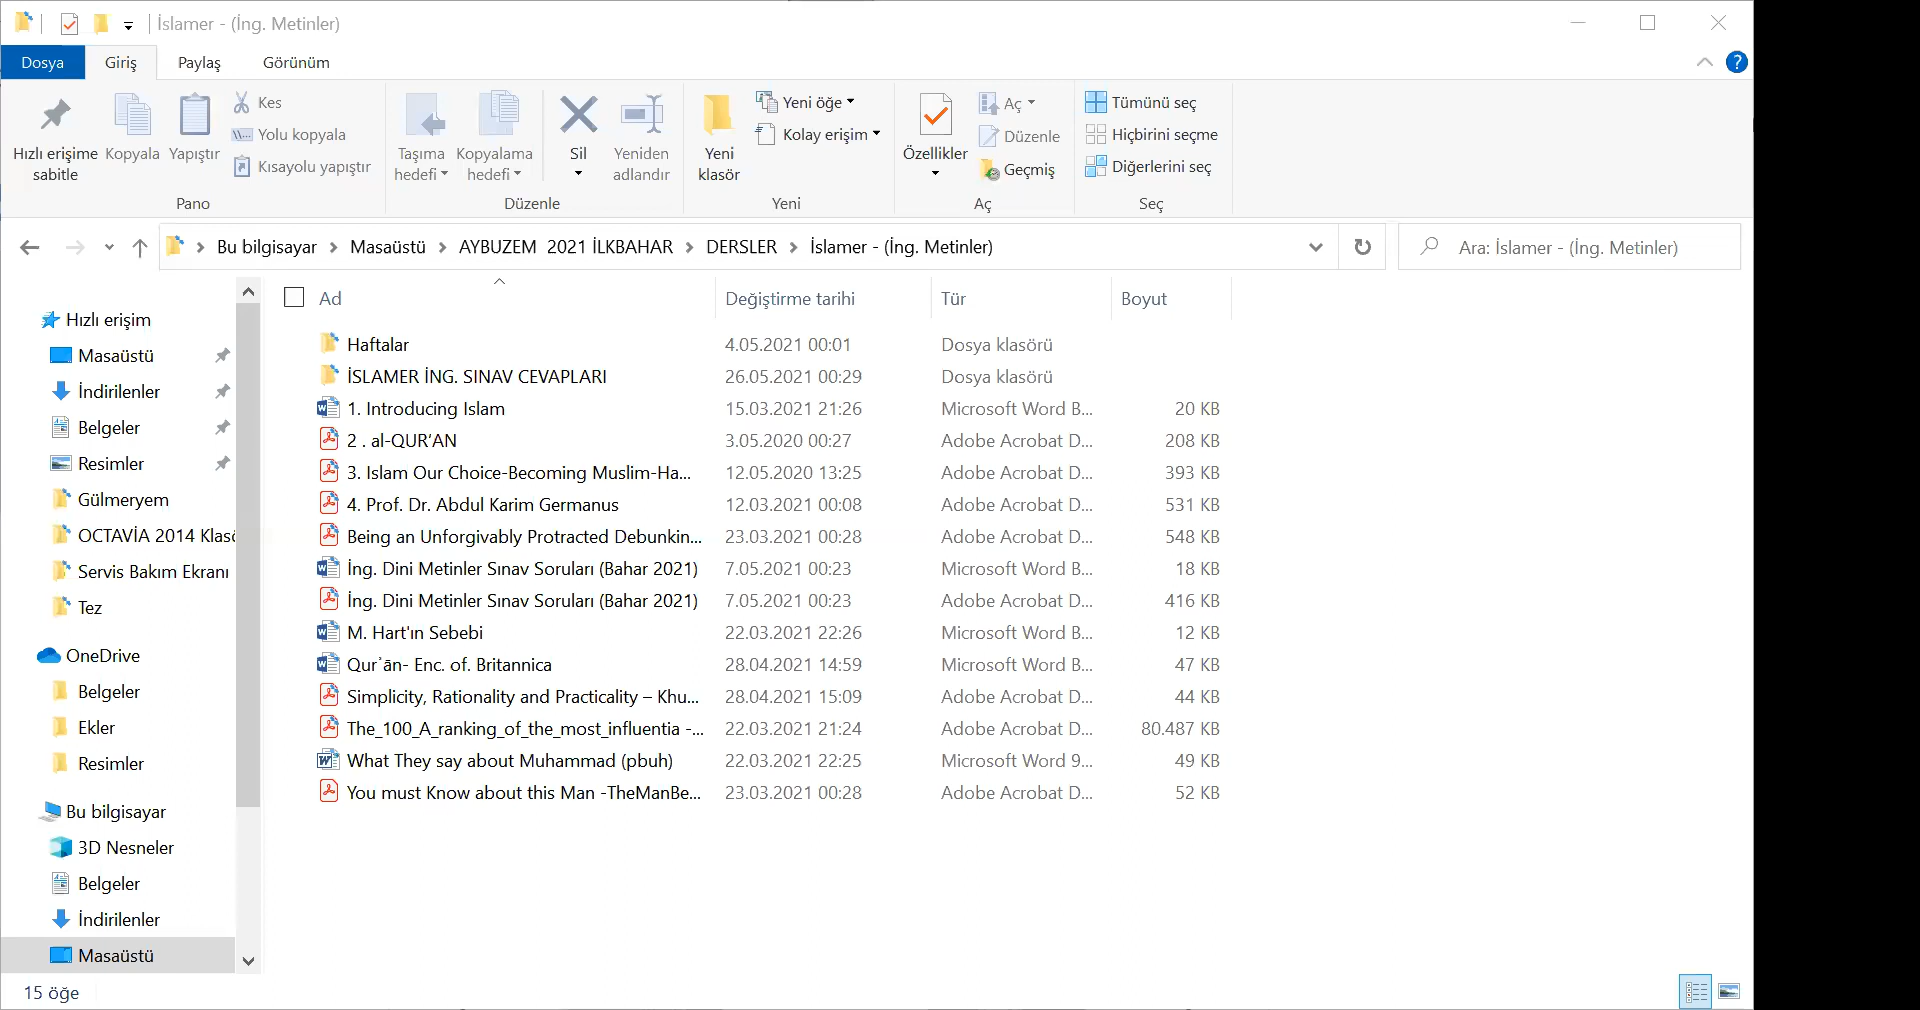 İslamer - (İng. Metinler)
Dosya Giriş Paylaş Görünüm
Hızlı erişime sabitle
Kopyala
Yapıştır
Kes
Yolu kopyala
Kısayolu yapıştır
Pano
Taşıma hedefi
Kopyalama hedefi
Sil
Yeniden adlandır
Düzenle
Yeni klasör
Yeni öğe
Kolay erişim
Yeni
Özellikler
Aç
Düzenle
Geçmiş
Aç
Tümünü seç
Hiçbirini seçme
Diğerlerini seç
Seç
Bu bilgisayar > Masaüstü > AYBUZEM 2021 İLKBAHAR > DERSLER > İslamer - (İng. Metinler)
Ara: İslamer - (İng. Metinler)
Hızlı erişim
Masaüstü
İndirilenler
Belgeler
Resimler
Gülmeryem
OCTAVİA 2014 Klasö
Servis Bakım Ekranı
Tez
OneDrive
Belgeler
Ekler
Resimler
Bu bilgisayar
3D Nesneler
Belgeler
İndirilenler
Masaüstü
Ad Değiştirme tarihi Tür Boyut
Haftalar 4.05.2021 00:01 Dosya klasörü
İSLAMER İNG. SINAV CEVAPLARI 26.05.2021 00:29 Dosya klasörü
1. Introducing Islam 15.03.2021 21:26 Microsoft Word B... 20 KB
2 . al-QUR’AN 3.05.2020 00:27 Adobe Acrobat D... 208 KB
3. Islam Our Choice-Becoming Muslim-Ha... 12.05.2020 13:25 Adobe Acrobat D... 393 KB
4. Prof. Dr. Abdul Karim Germanus 12.03.2021 00:08 Adobe Acrobat D... 531 KB
Being an Unforgivably Protracted Debunkin... 23.03.2021 00:28 Adobe Acrobat D... 548 KB
İng. Dini Metinler Sınav Soruları (Bahar 2021) 7.05.2021 00:23 Microsoft Word B... 18 KB
İng. Dini Metinler Sınav Soruları (Bahar 2021) 7.05.2021 00:23 Adobe Acrobat D... 416 KB
M. Hart'ın Sebebi 22.03.2021 22:26 Microsoft Word B... 12 KB
Qurʾān- Enc. of. Britannica 28.04.2021 14:59 Microsoft Word B... 47 KB
Simplicity, Rationality and Practicality – Khu... 28.04.2021 15:09 Adobe Acrobat D... 44 KB
The_100_A_ranking_of_the_most_influentia -... 22.03.2021 21:24 Adobe Acrobat D... 80.487 KB
What They say about Muhammad (pbuh) 22.03.2021 22:25 Microsoft Word 9... 49 KB
You must Know about this Man -TheManBe... 23.03.2021 00:28 Adobe Acrobat D... 52 KB
15 öğe